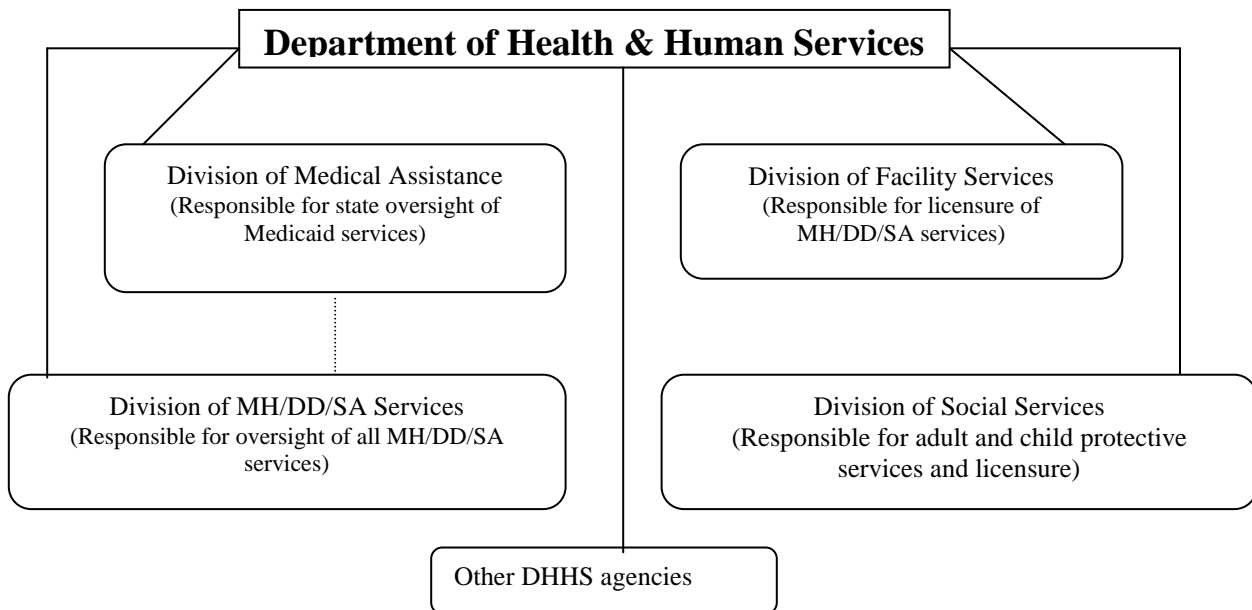 Department of Health & Human Services
Division of Medical Assistance
(Responsible for state oversight of
Medicaid services)
Division of Facility Services
(Responsible for licensure of
MH/DD/SA services)
Division of MH/DD/SA Services
(Responsible for oversight of all MH/DD/SA
services)
Division of Social Services
(Responsible for adult and child protective
services and licensure)
Other DHHS agencies